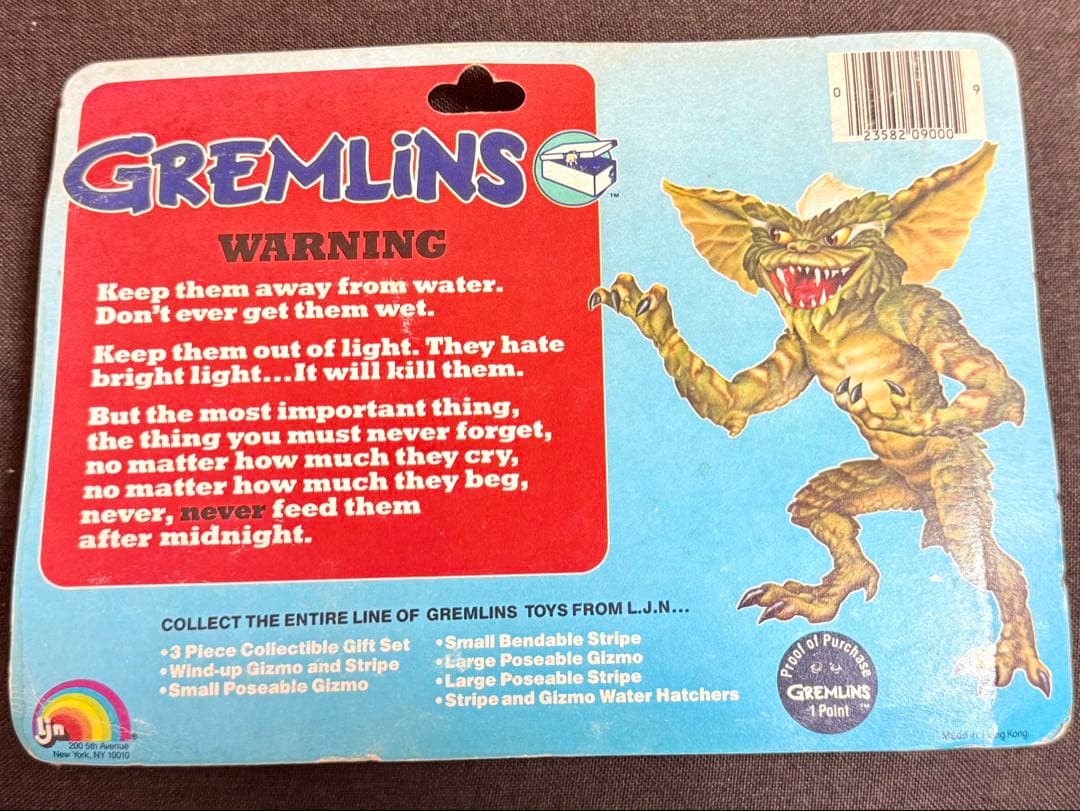 0 23582 09000 9
GREMLiNS
TM
WARNING
Keep them away from water.
Don't ever get them wet.
Keep them out of light. They hate
bright light...It will kill them.
But the most important thing,
the thing you must never forget,
no matter how much they cry,
no matter how much they beg,
never, never feed them
after midnight.
COLLECT THE ENTIRE LINE OF GREMLINS TOYS FROM L.J.N...
•3 Piece Collectible Gift Set
•Wind-up Gizmo and Stripe
•Small Poseable Gizmo
•Small Bendable Stripe
•Large Poseable Gizmo
•Large Poseable Stripe
•Stripe and Gizmo Water Hatchers
Proof of Purchase
GREMLINS
TM
1 Point
ljn
®
200 5th Avenue
New York, NY 10010
Made in Hong Kong